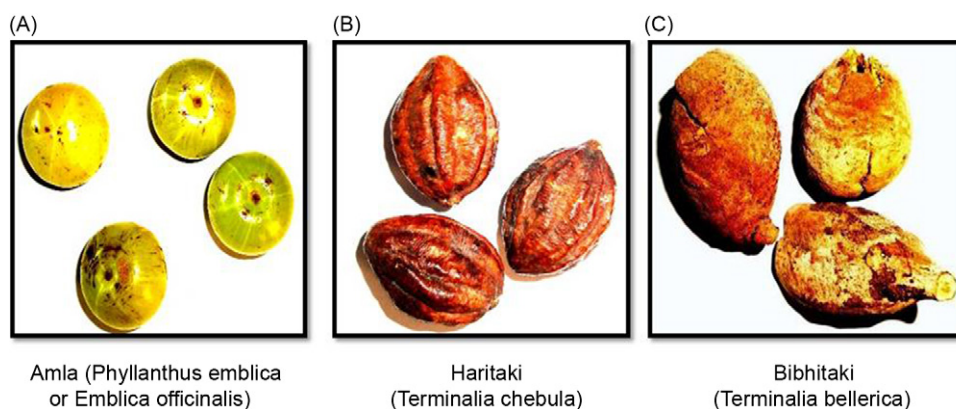 (A)
(B)
(C)
Amla (Phyllanthus emblica
or Emblica officinalis)
Haritaki
(Terminalia chebula)
Bibhitaki
(Terminalia bellerica)